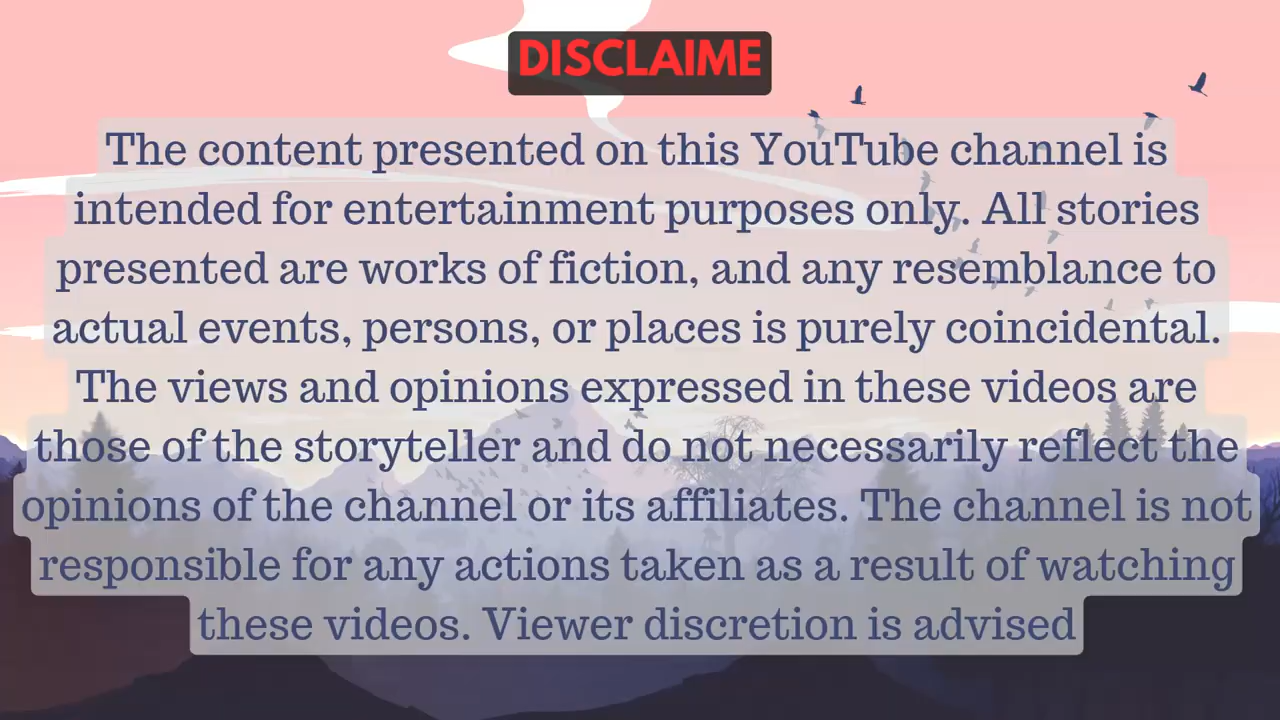 DISCLAIME
The content presented on this YouTube channel is
intended for entertainment purposes only. All stories
presented are works of fiction, and any resemblance to
actual events, persons, or places is purely coincidental.
The views and opinions expressed in these videos are
those of the storyteller and do not necessarily reflect the
opinions of the channel or its affiliates. The channel is not
responsible for any actions taken as a result of watching
these videos. Viewer discretion is advised